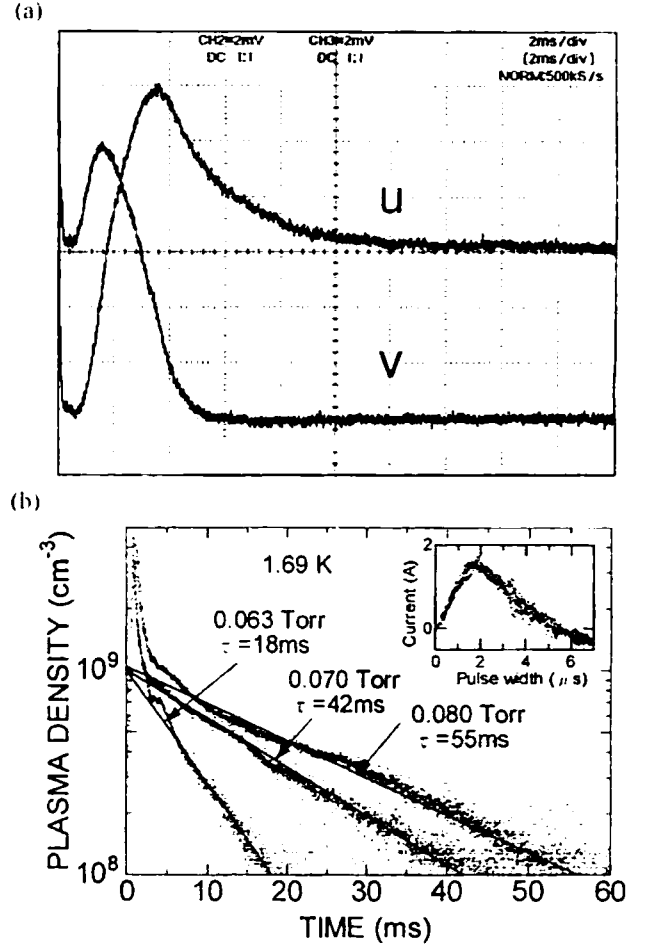 (a)
CH2=2mV CH3=2mV 2ms/div
DC 1:1 DC 1:1 (2ms/div)
NORM:500kS/s
u
v
(b)
PLASMA DENSITY (cm⁻³)
10⁹
10⁸
1.69 K
0.063 Torr
τ =18ms
0.070 Torr
τ =42ms
0.080 Torr
τ =55ms
Current (A)
2
0
0 2 4 6
Pulse width (μs)
0 10 20 30 40 50 60
TIME (ms)